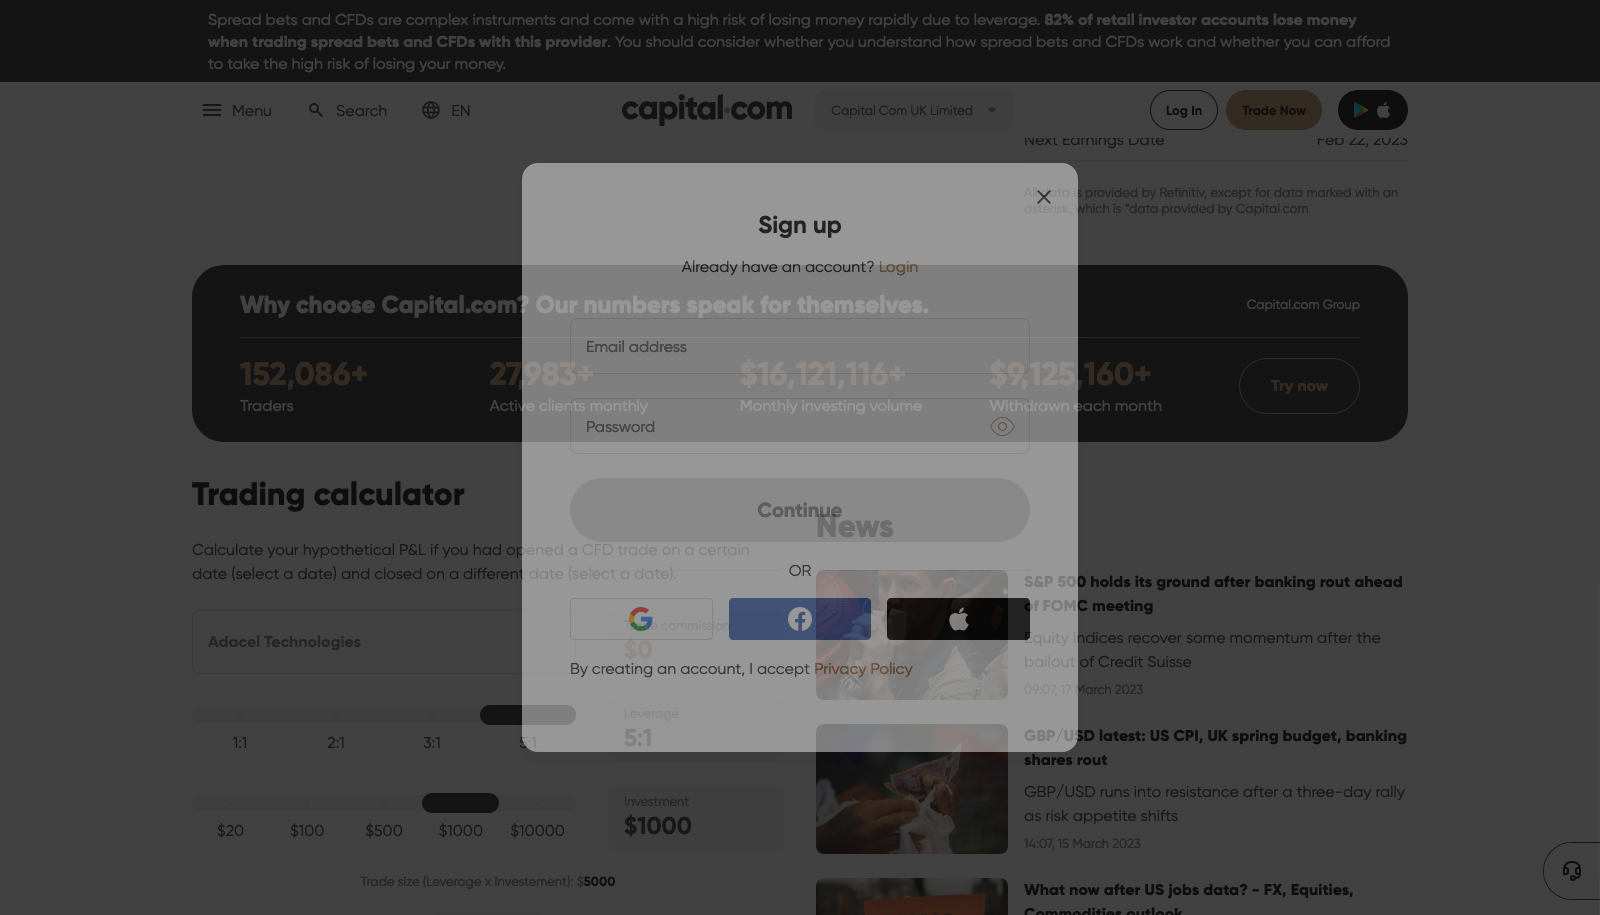 Spread bets and CFDs are complex instruments and come with a high risk of losing money rapidly due to leverage. 82% of retail investor accounts lose money
when trading spread bets and CFDs with this provider. You should consider whether you understand how spread bets and CFDs work and whether you can afford
to take the high risk of losing your money.
Menu
Search
EN
capital.com
Capital Com UK Limited
Log In
Trade Now
Next Earnings Date
Feb 22, 2023
All data is provided by Refinitiv, except for data marked with an
asterisk, which is *data provided by Capital.com
Sign up
Already have an account? Login
Email address
Password
Continue
OR
By creating an account, I accept Privacy Policy
Why choose Capital.com? Our numbers speak for themselves.
Capital.com Group
152,086+
Traders
27,983+
Active clients monthly
$16,121,116+
Monthly investing volume
$9,125,160+
Withdrawn each month
Try now
Trading calculator
Calculate your hypothetical P&L if you had opened a CFD trade on a certain
date (select a date) and closed on a different date (select a date).
Adacel Technologies
1:1
2:1
3:1
5:1
$20
$100
$500
$1000
$10000
Trade commission
$0
Leverage
5:1
Investment
$1000
Trade size (Leverage x Investement): $5000
News
S&P 500 holds its ground after banking rout ahead
of FOMC meeting
Equity indices recover some momentum after the
bailout of Credit Suisse
09:07, 17 March 2023
GBP/USD latest: US CPI, UK spring budget, banking
shares rout
GBP/USD runs into resistance after a three-day rally
as risk appetite shifts
14:07, 15 March 2023
What now after US jobs data? - FX, Equities,
Commodities outlook